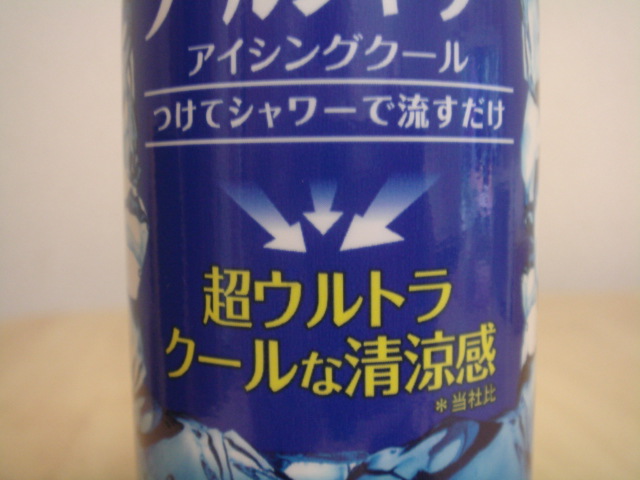 アイシングクール
つけてシャワーで流すだけ
超ウルトラ
クールな清涼感
*当社比